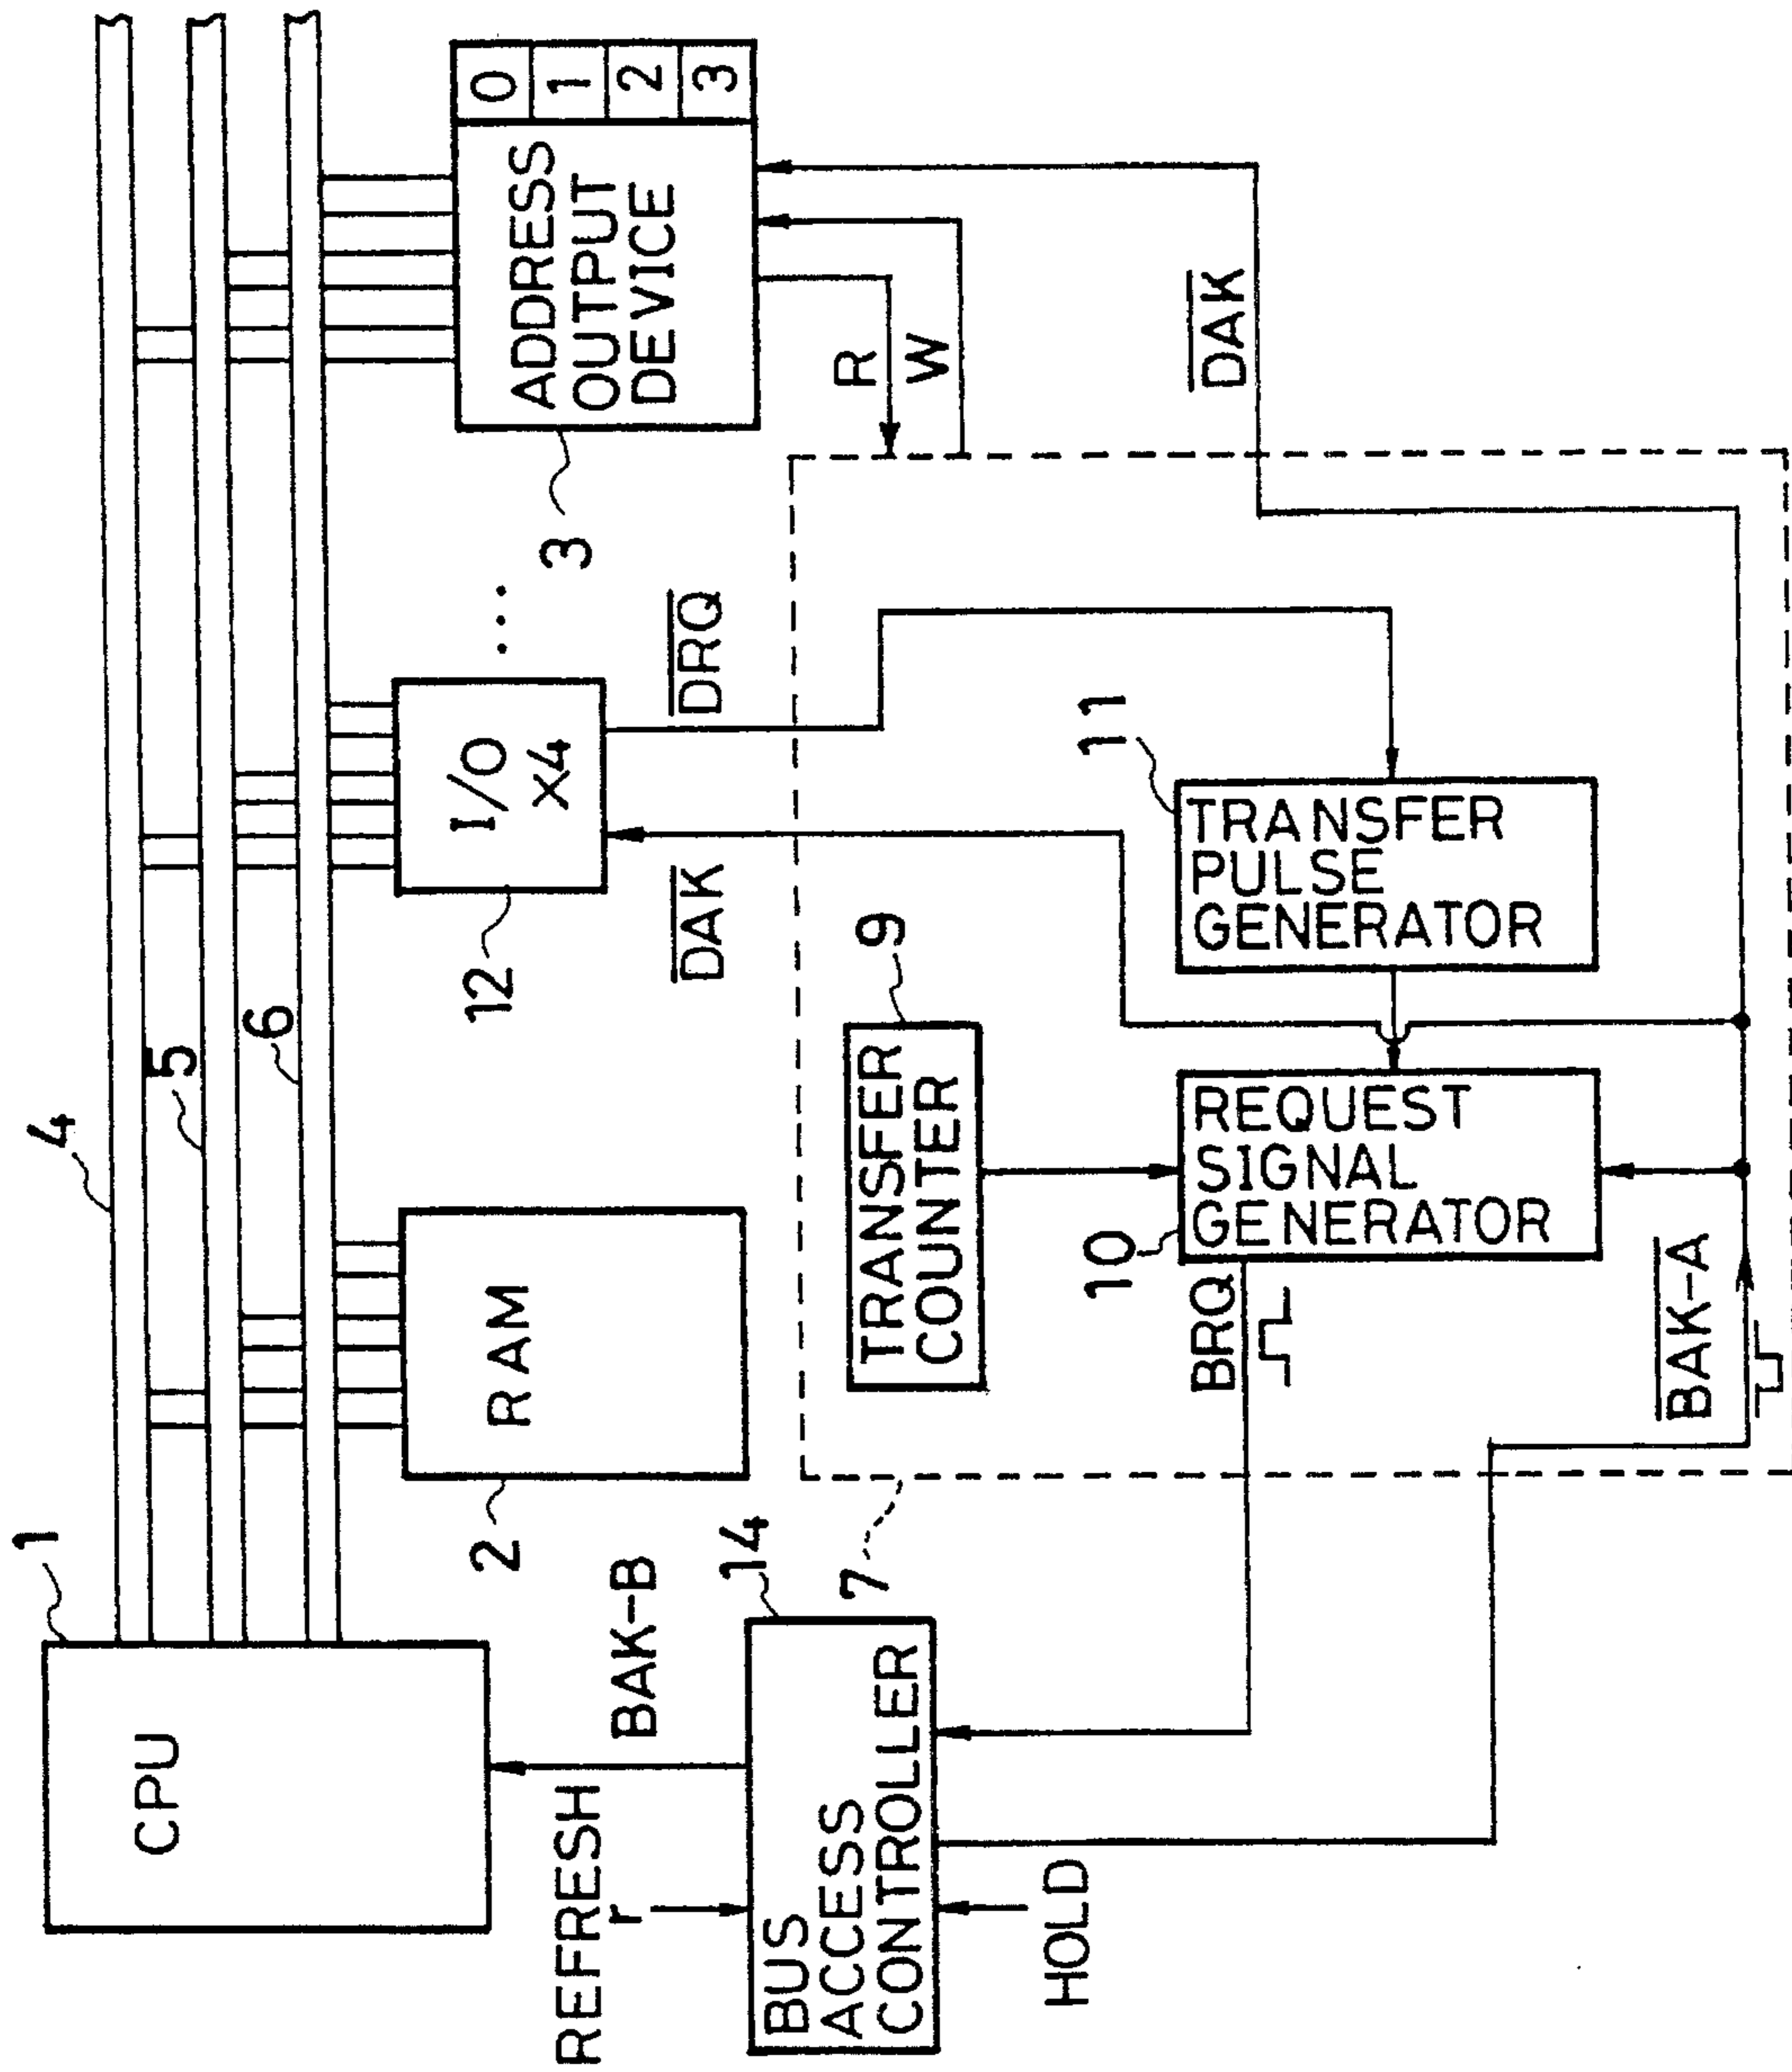 1
CPU
4
5
6
2
RAM
12
I/O
x4
...
3
ADDRESS
OUTPUT
DEVICE
0
1
2
3
REFRESH
r
BAK-B
14
BUS
ACCESS
CONTROLLER
HOLD
7
DAK
DRQ
R
W
DAK
9
TRANSFER
COUNTER
10
REQUEST
SIGNAL
GENERATOR
11
TRANSFER
PULSE
GENERATOR
BRQ
BAK-A